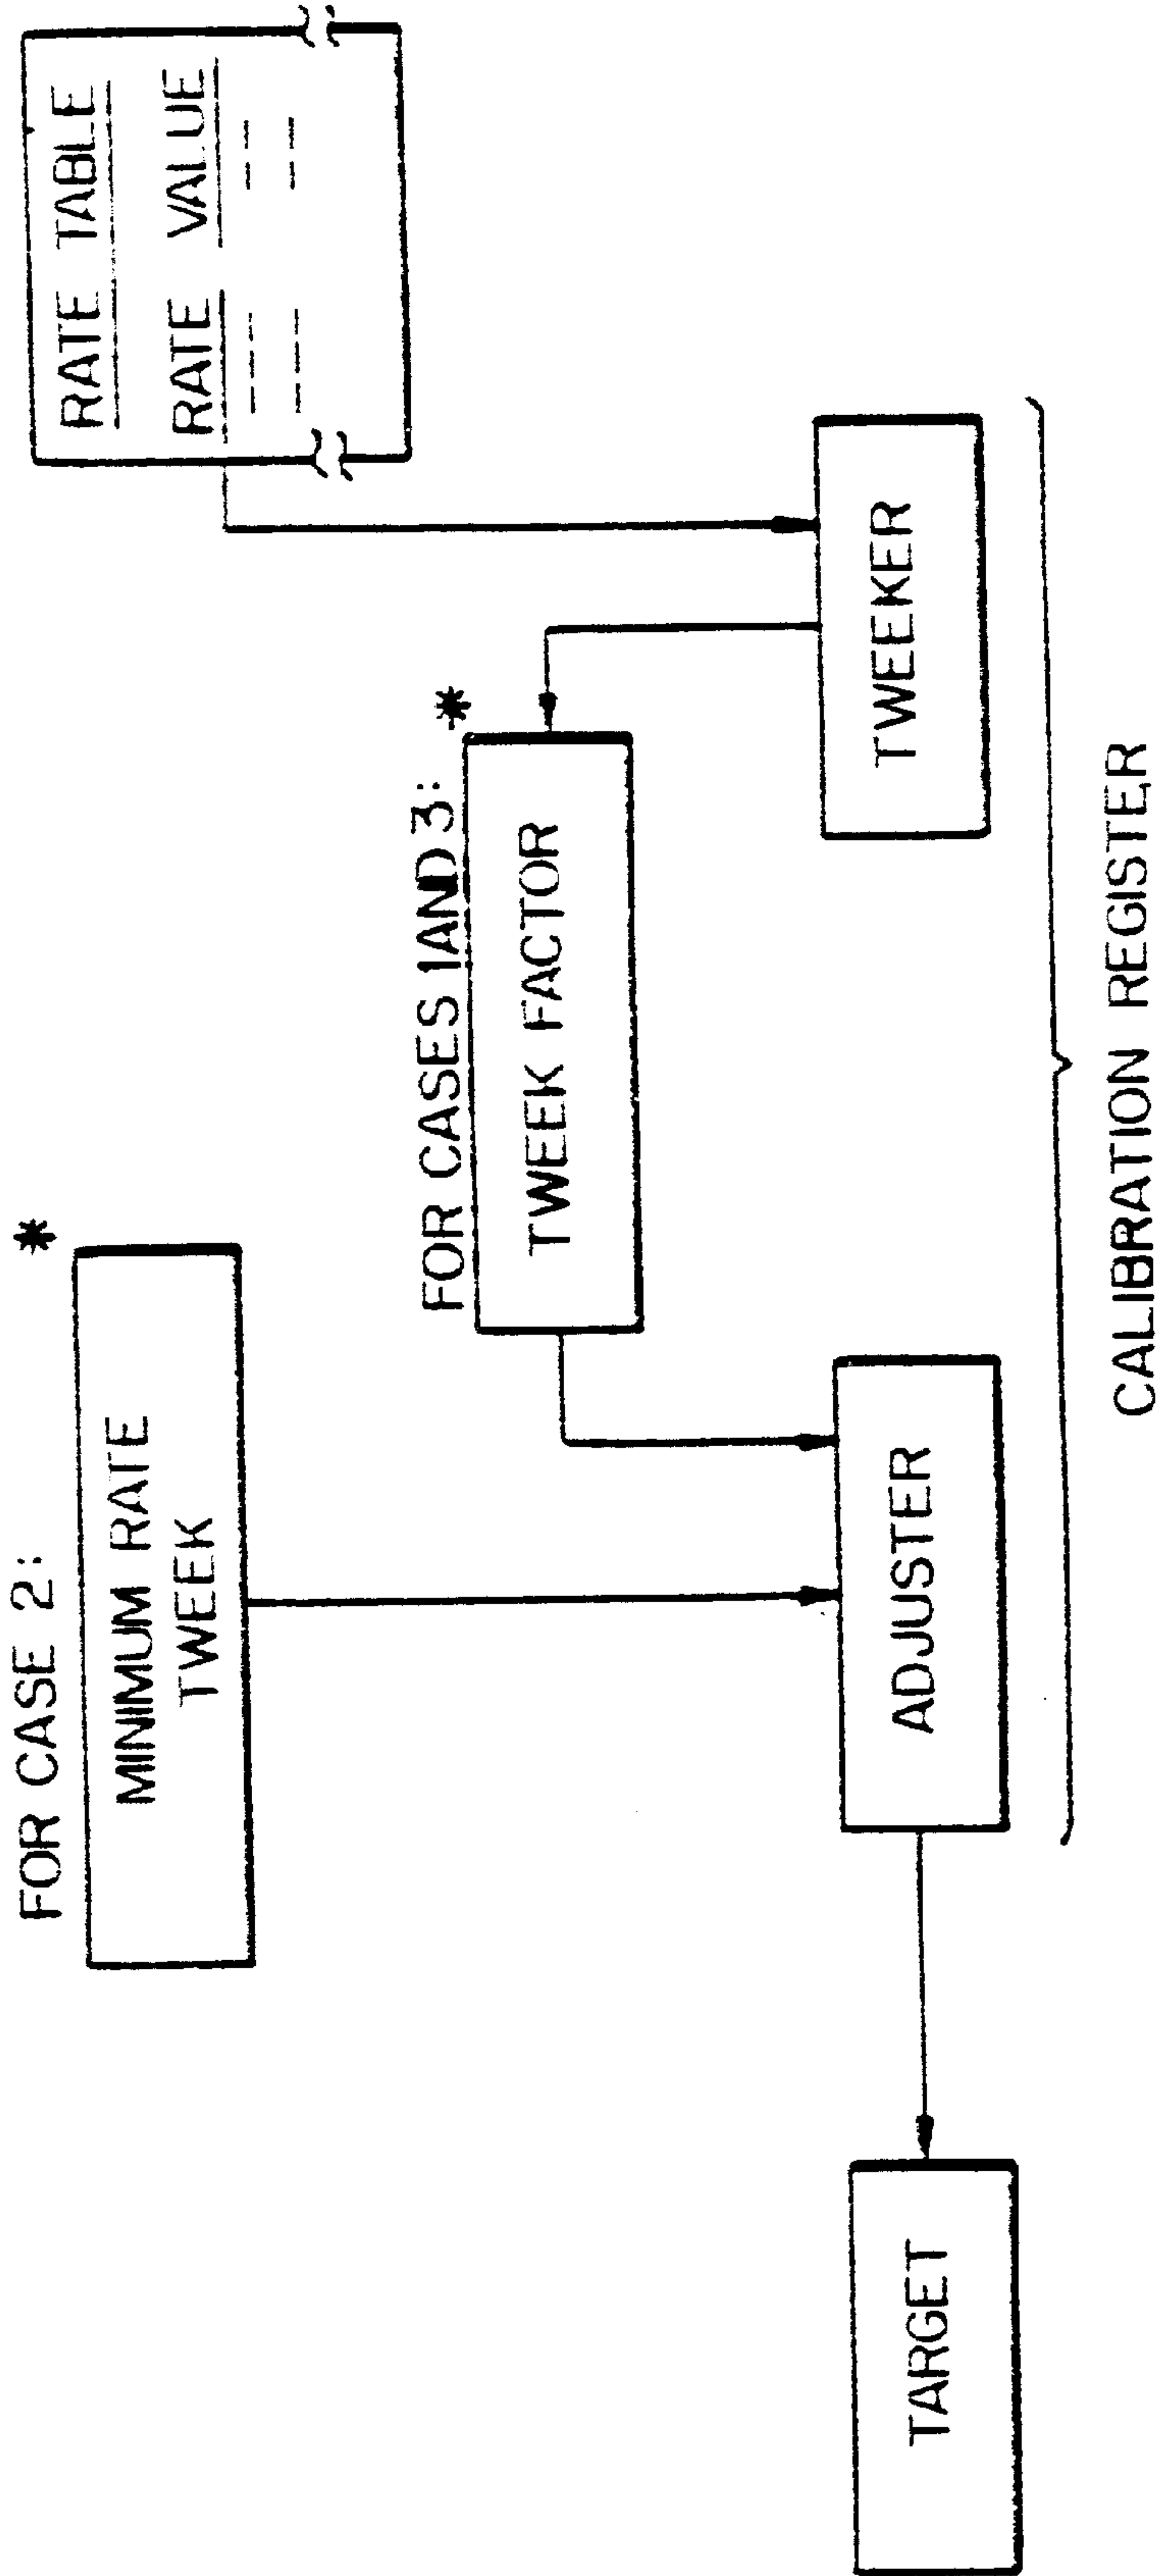 FOR CASE 2:
*
MINIMUM RATE
TWEEK
FOR CASES 1AND 3:
*
TWEEK FACTOR
RATE TABLE
RATE VALUE
TARGET
ADJUSTER
TWEEKER
CALIBRATION REGISTER